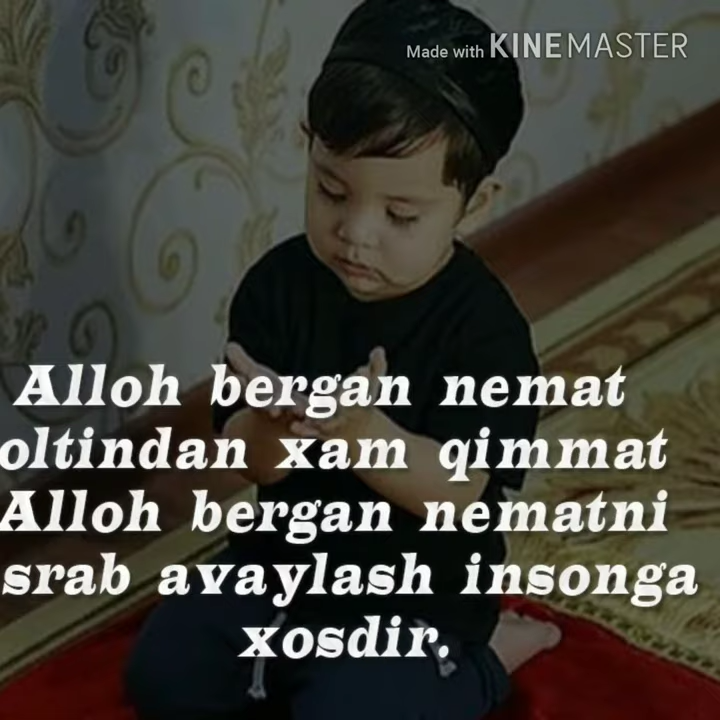 Made with KINEMASTER
Alloh bergan nemat
oltindan xam qimmat
Alloh bergan nematni
srab avaylash insonga
xosdir.